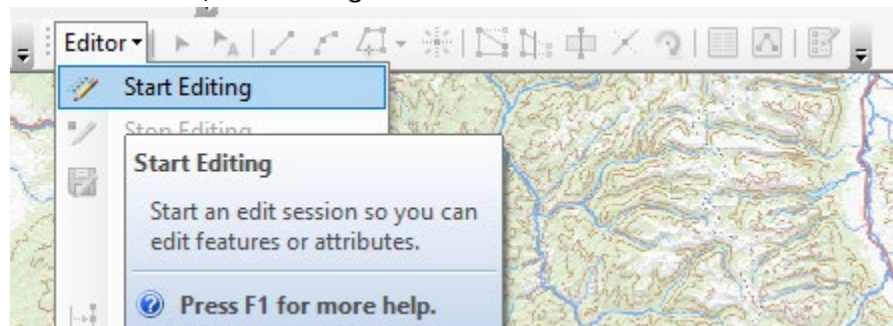 Editor
Start Editing
Stop Editing
Start Editing
Start an edit session so you can
edit features or attributes.
Press F1 for more help.